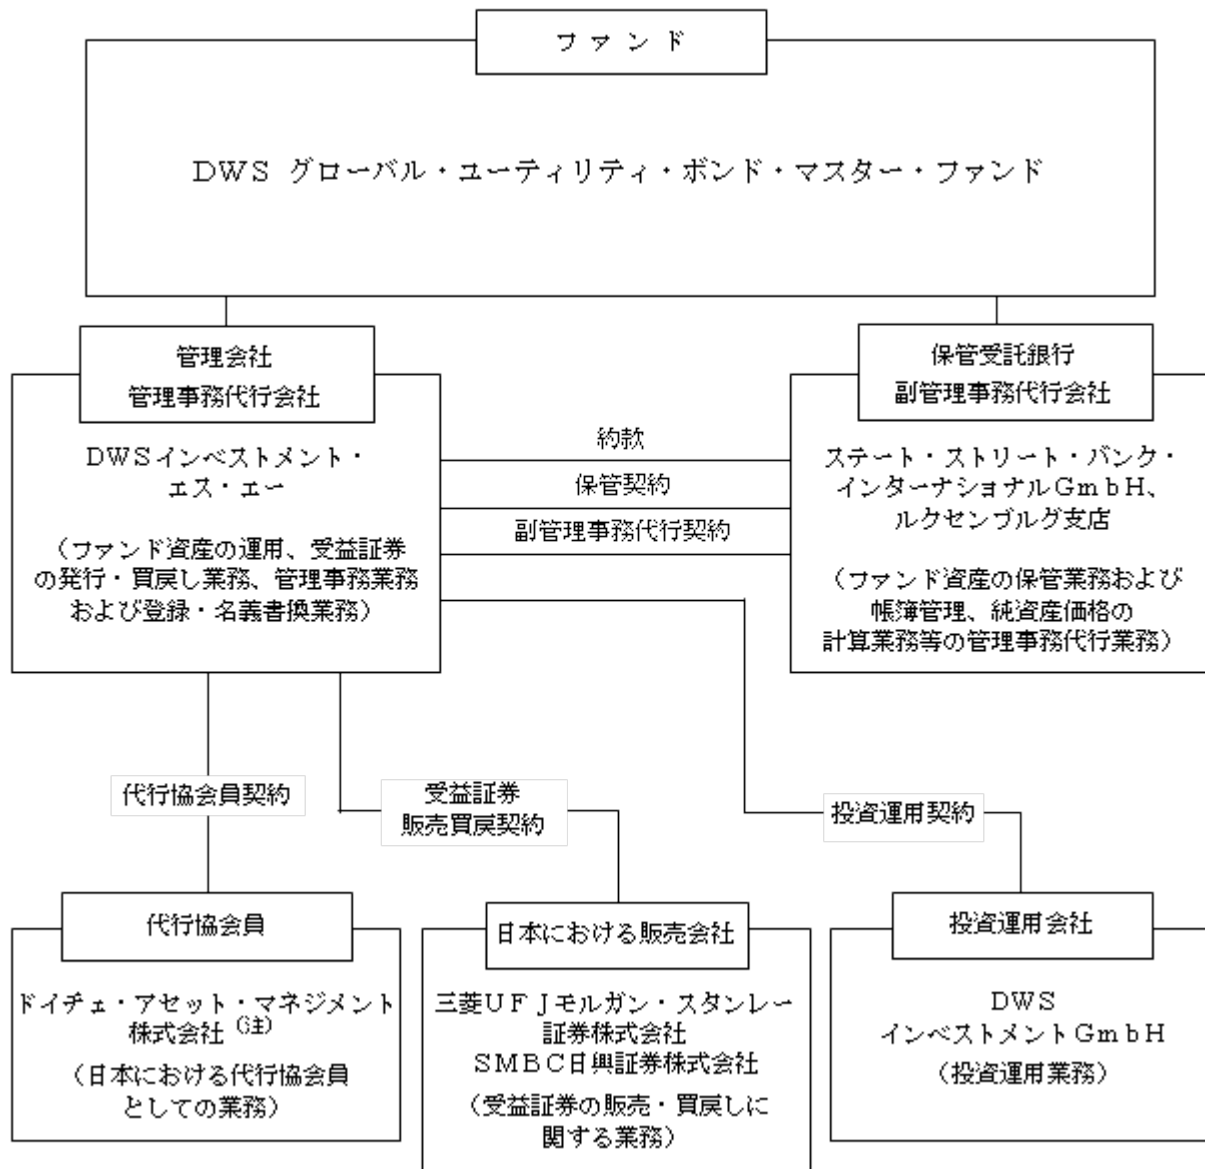 ファンド
DWS グローバル・ユーティリティ・ボンド・マスター・ファンド
管理会社
管理事務代行会社
DWSインベストメント・
エス・エー
（ファンド資産の運用、受益証券
の発行・買戻し業務、管理事務業務
および登録・名義書換業務）
約款
保管契約
副管理事務代行契約
保管受託銀行
副管理事務代行会社
ステート・ストリート・バンク・
インターナショナルGmbH、
ルクセンブルグ支店
（ファンド資産の保管業務および
帳簿管理、純資産価格の
計算業務等の管理事務代行業務）
代行協会員契約
受益証券
販売買戻契約
投資運用契約
代行協会員
ドイチェ・アセット・マネジメント
株式会社（注）
（日本における代行協会員
としての業務）
日本における販売会社
三菱UFJモルガン・スタンレー
証券株式会社
SMBC日興証券株式会社
（受益証券の販売・買戻しに
関する業務）
投資運用会社
DWS
インベストメントGmbH
（投資運用業務）